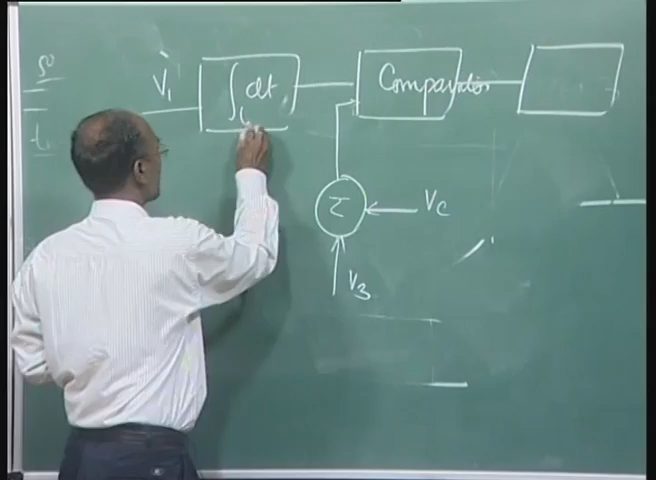 V₁
∫ dt
Comparator
Σ
Vc
V₃